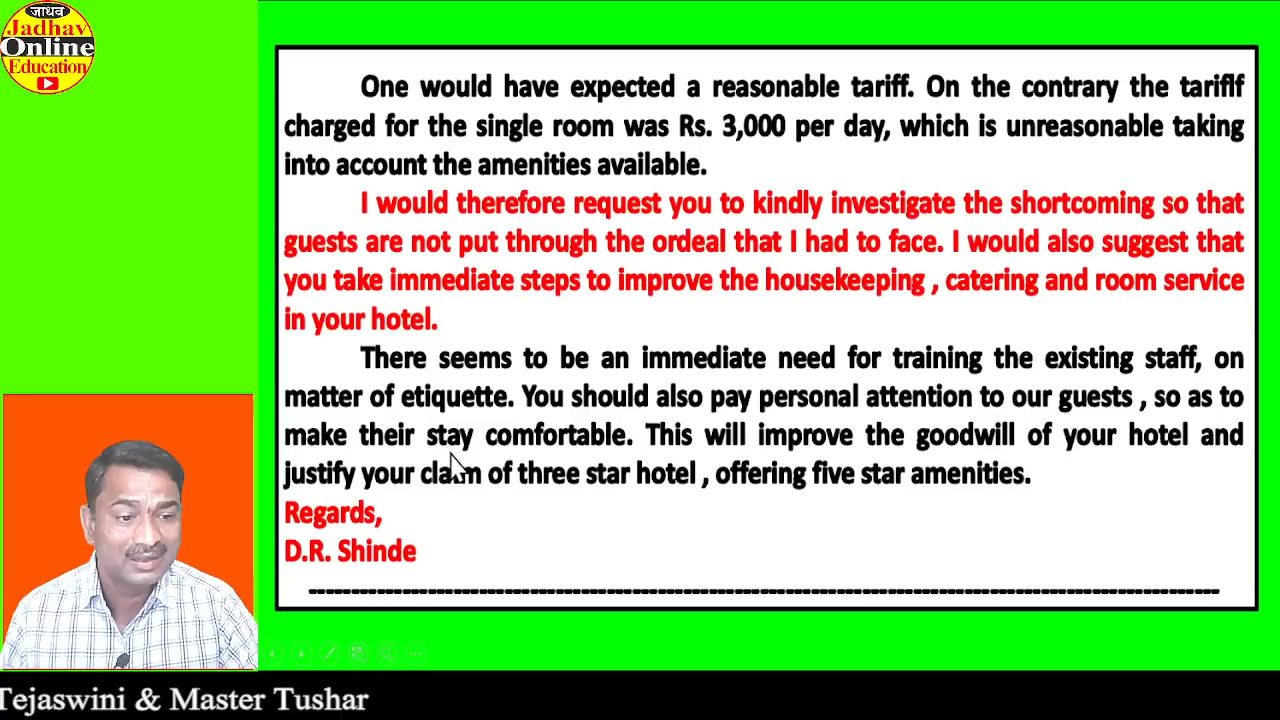 जाधव
Jadhav
Online
Education
One would have expected a reasonable tariff. On the contrary the tariflf
charged for the single room was Rs. 3,000 per day, which is unreasonable taking
into account the amenities available.
I would therefore request you to kindly investigate the shortcoming so that
guests are not put through the ordeal that I had to face. I would also suggest that
you take immediate steps to improve the housekeeping , catering and room service
in your hotel.
There seems to be an immediate need for training the existing staff, on
matter of etiquette. You should also pay personal attention to our guests , so as to
make their stay comfortable. This will improve the goodwill of your hotel and
justify your claim of three star hotel , offering five star amenities.
Regards,
D.R. Shinde
Tejaswini & Master Tushar